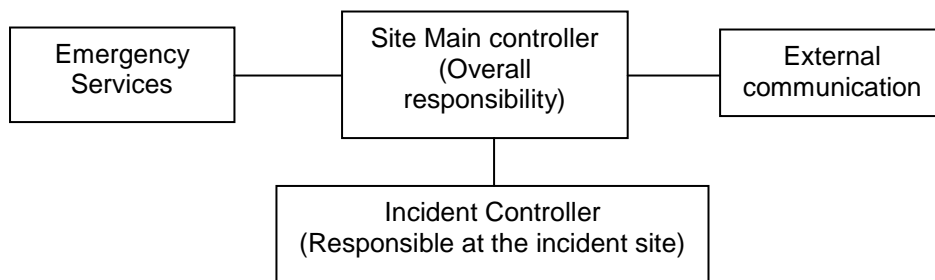 Emergency
Services
Site Main controller
(Overall
responsibility)
External
communication
Incident Controller
(Responsible at the incident site)